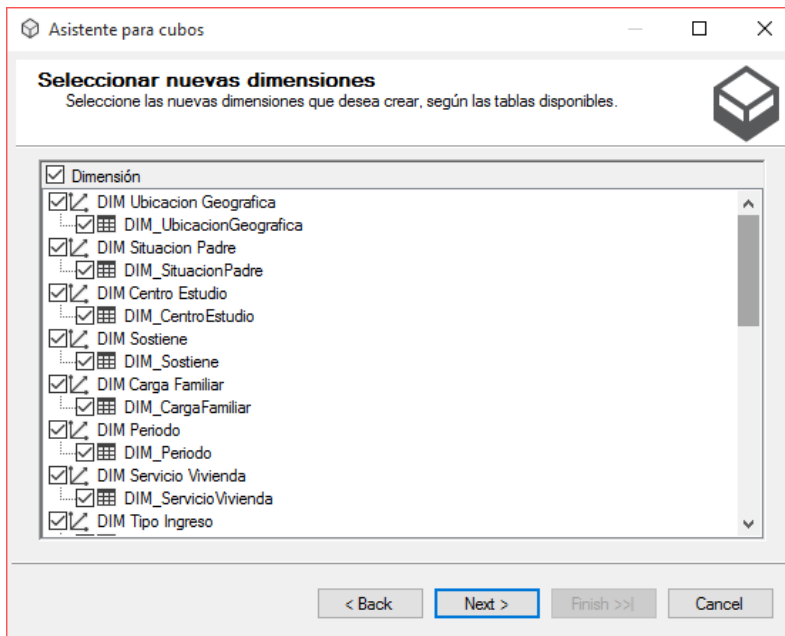 Asistente para cubos
Seleccionar nuevas dimensiones
Seleccione las nuevas dimensiones que desea crear, según las tablas disponibles.
Dimensión
DIM Ubicacion Geografica
DIM_UbicacionGeografica
DIM Situacion Padre
DIM_SituacionPadre
DIM Centro Estudio
DIM_CentroEstudio
DIM Sostiene
DIM_Sostiene
DIM Carga Familiar
DIM_CargaFamiliar
DIM Periodo
DIM_Periodo
DIM Servicio Vivienda
DIM_ServicioVivienda
DIM Tipo Ingreso
< Back Next > Finish >>| Cancel